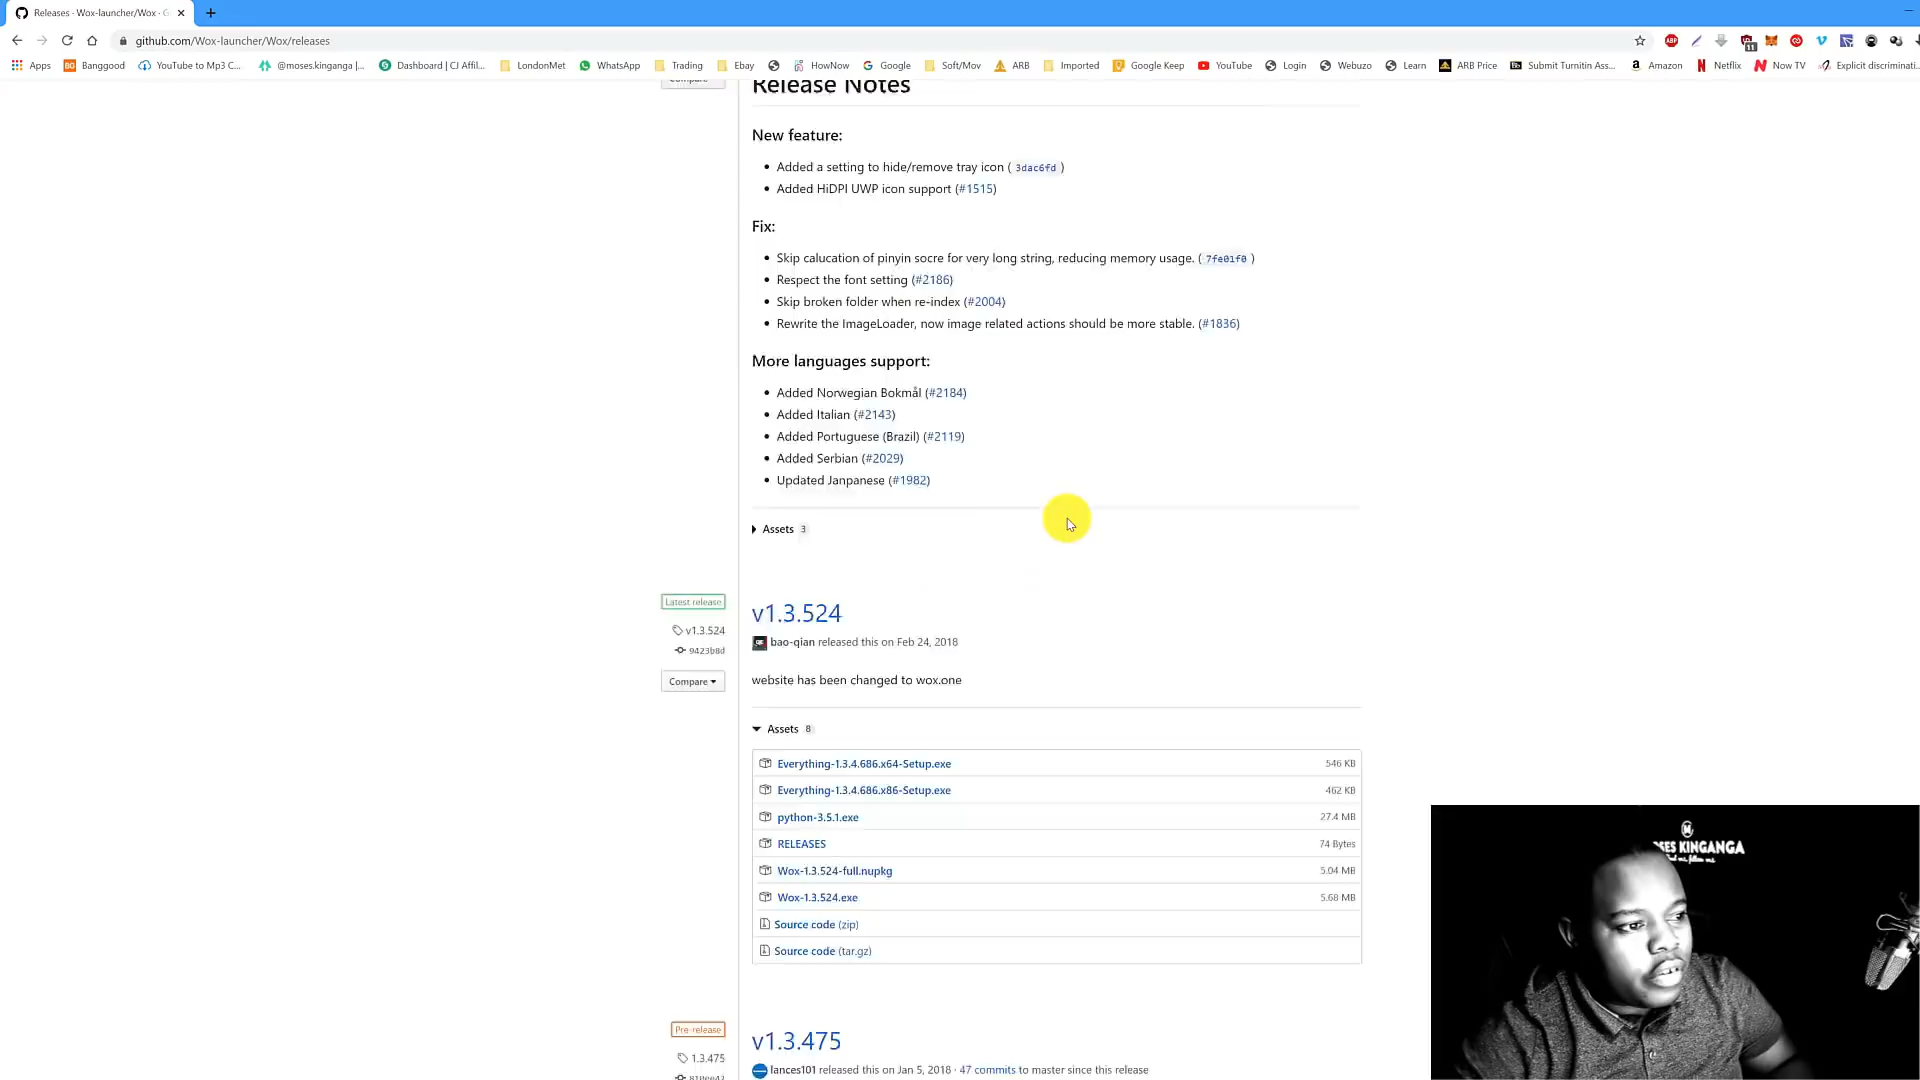 Releases · Wox-launcher/Wox · G
github.com/Wox-launcher/Wox/releases
ABP
11
Apps
BG Banggood
YouTube to Mp3 C...
@moses.kinganga |...
Dashboard | CJ Affil...
LondonMet
WhatsApp
Trading
Ebay
HowNow
Google
Soft/Mov
ARB
Imported
Google Keep
YouTube
Login
Webuzo
Learn
ARB Price
Bb Submit Turnitin Ass...
Amazon
Netflix
Now TV
Explicit discriminati...
Compare
Release Notes
New feature:
Added a setting to hide/remove tray icon ( 3dac6fd )
Added HiDPI UWP icon support (#1515)
Fix:
Skip calucation of pinyin socre for very long string, reducing memory usage. ( 7fe01f0 )
Respect the font setting (#2186)
Skip broken folder when re-index (#2004)
Rewrite the ImageLoader, now image related actions should be more stable. (#1836)
More languages support:
Added Norwegian Bokmål (#2184)
Added Italian (#2143)
Added Portuguese (Brazil) (#2119)
Added Serbian (#2029)
Updated Janpanese (#1982)
Assets 3
Latest release
v1.3.524
9423b8d
Compare
v1.3.524
bao-qian released this on Feb 24, 2018
website has been changed to wox.one
Assets 8
Everything-1.3.4.686.x64-Setup.exe 546 KB
Everything-1.3.4.686.x86-Setup.exe 462 KB
python-3.5.1.exe 27.4 MB
RELEASES 74 Bytes
Wox-1.3.524-full.nupkg 5.04 MB
Wox-1.3.524.exe 5.68 MB
Source code (zip)
Source code (tar.gz)
Pre-release
1.3.475
v1.3.475
lances101 released this on Jan 5, 2018 · 47 commits to master since this release
SES KINGANGA
me, follow me.